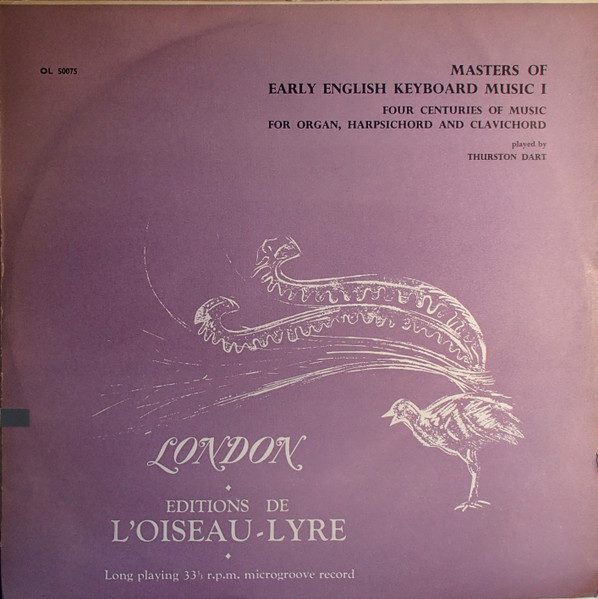 OL 50075
MASTERS OF
EARLY ENGLISH KEYBOARD MUSIC I
FOUR CENTURIES OF MUSIC
FOR ORGAN, HARPSICHORD AND CLAVICHORD
played by
THURSTON DART
LONDON
EDITIONS DE
L'OISEAU-LYRE
Long playing 33⅓ r.p.m. microgroove record